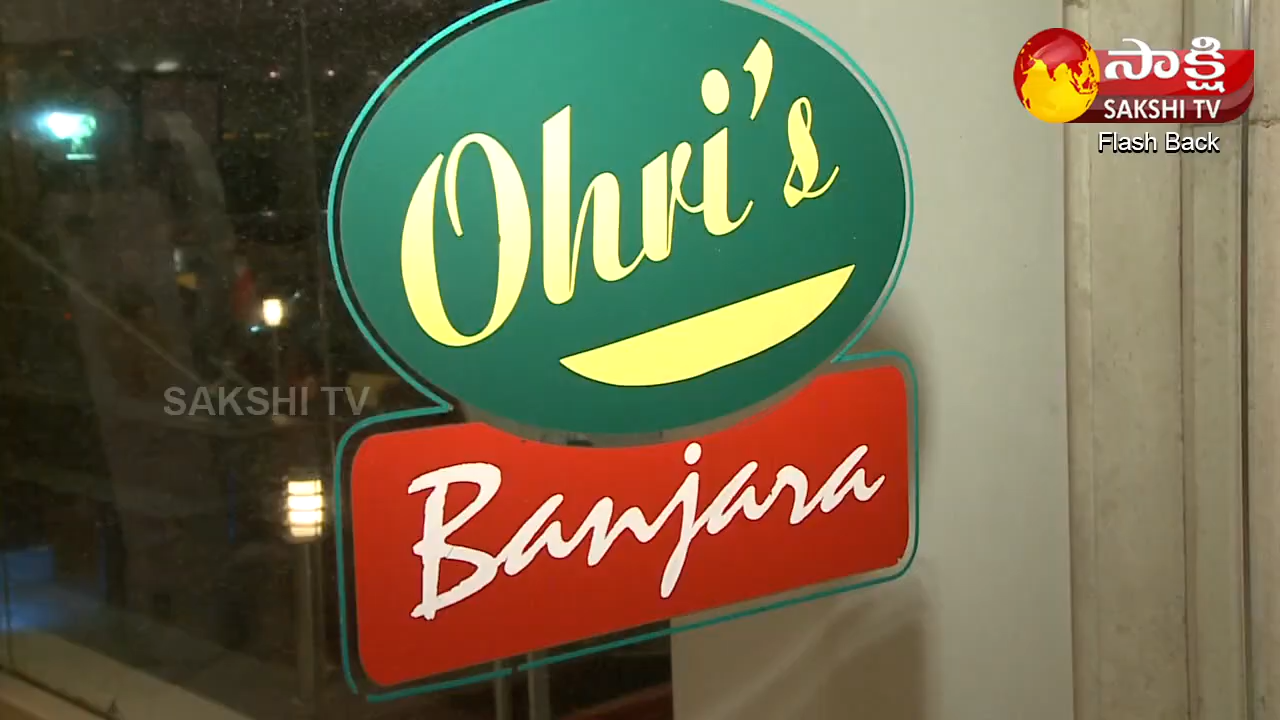 Ohri's
Banjara
సాక్షి
SAKSHI TV
Flash Back
SAKSHI TV